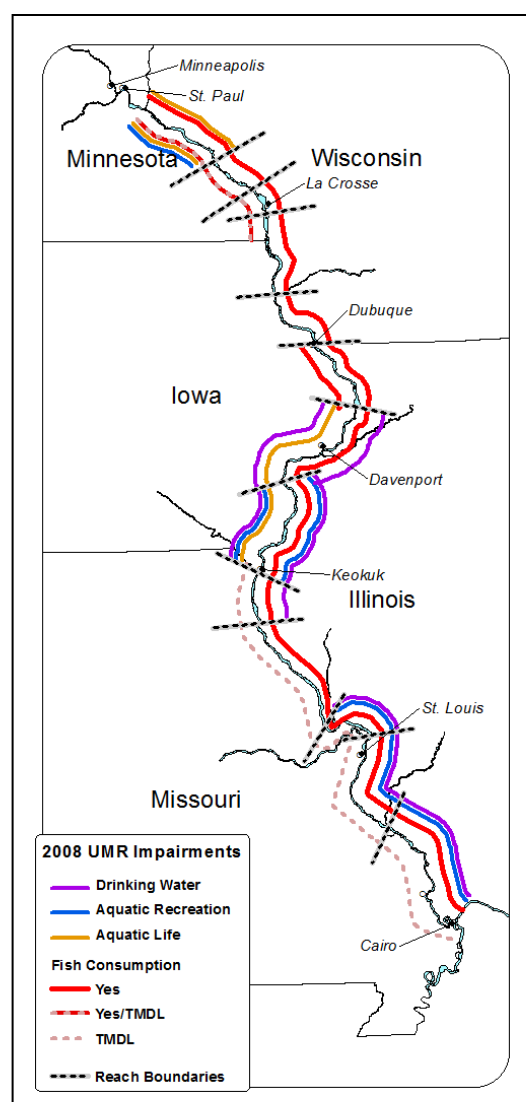 Minneapolis
St. Paul
Minnesota
Wisconsin
La Crosse
Dubuque
Iowa
Davenport
Keokuk
Illinois
St. Louis
Missouri
Cairo
2008 UMR Impairments
Drinking Water
Aquatic Recreation
Aquatic Life
Fish Consumption
Yes
Yes/TMDL
TMDL
Reach Boundaries